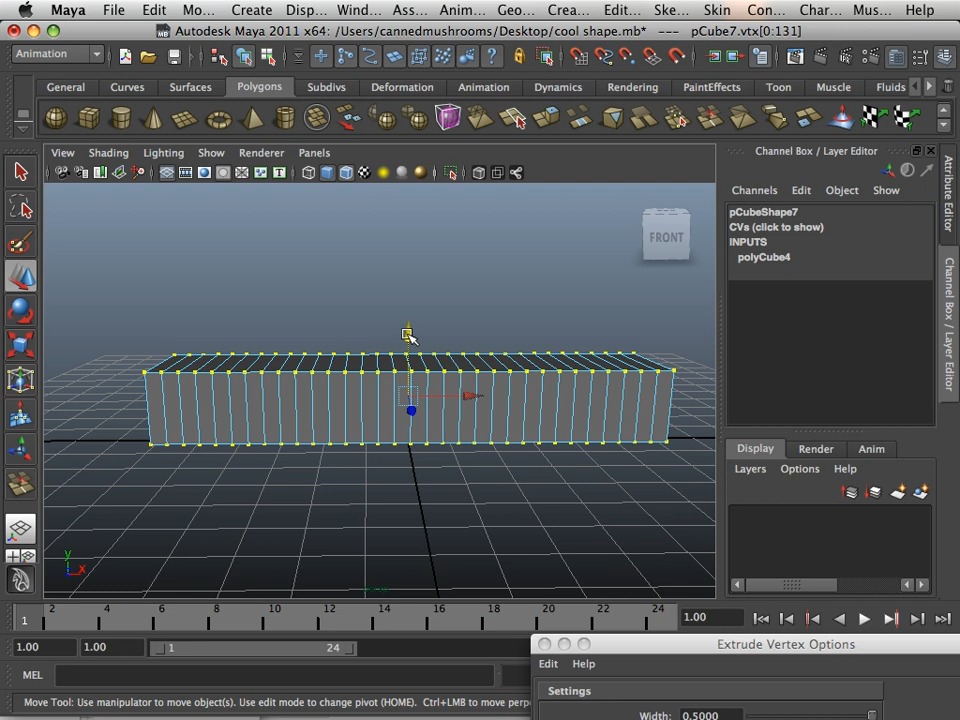 Maya File Edit Mo... Create Disp... Wind... Ass... Anim... Geo... Crea... Edit... Ske... Skin Con... Char... Mus... Help
Autodesk Maya 2011 x64: /Users/cannedmushrooms/Desktop/cool shape.mb* --- pCube7.vtx[0:131]
Animation
General Curves Surfaces Polygons Subdivs Deformation Animation Dynamics Rendering PaintEffects Toon Muscle Fluids
View Shading Lighting Show Renderer Panels
Channel Box / Layer Editor
Channels Edit Object Show
pCubeShape7
CVs (click to show)
INPUTS
polyCube4
Attribute Editor
Channel Box / Layer Editor
FRONT
y
x
Display Render Anim
Layers Options Help
1 2 4 6 8 10 12 14 16 18 20 22 24 1.00
1.00 1.00 1 24
Extrude Vertex Options
Edit Help
MEL
Settings
Move Tool: Use manipulator to move object(s). Use edit mode to change pivot (HOME). Ctrl+LMB to move perp
Width: 0.5000